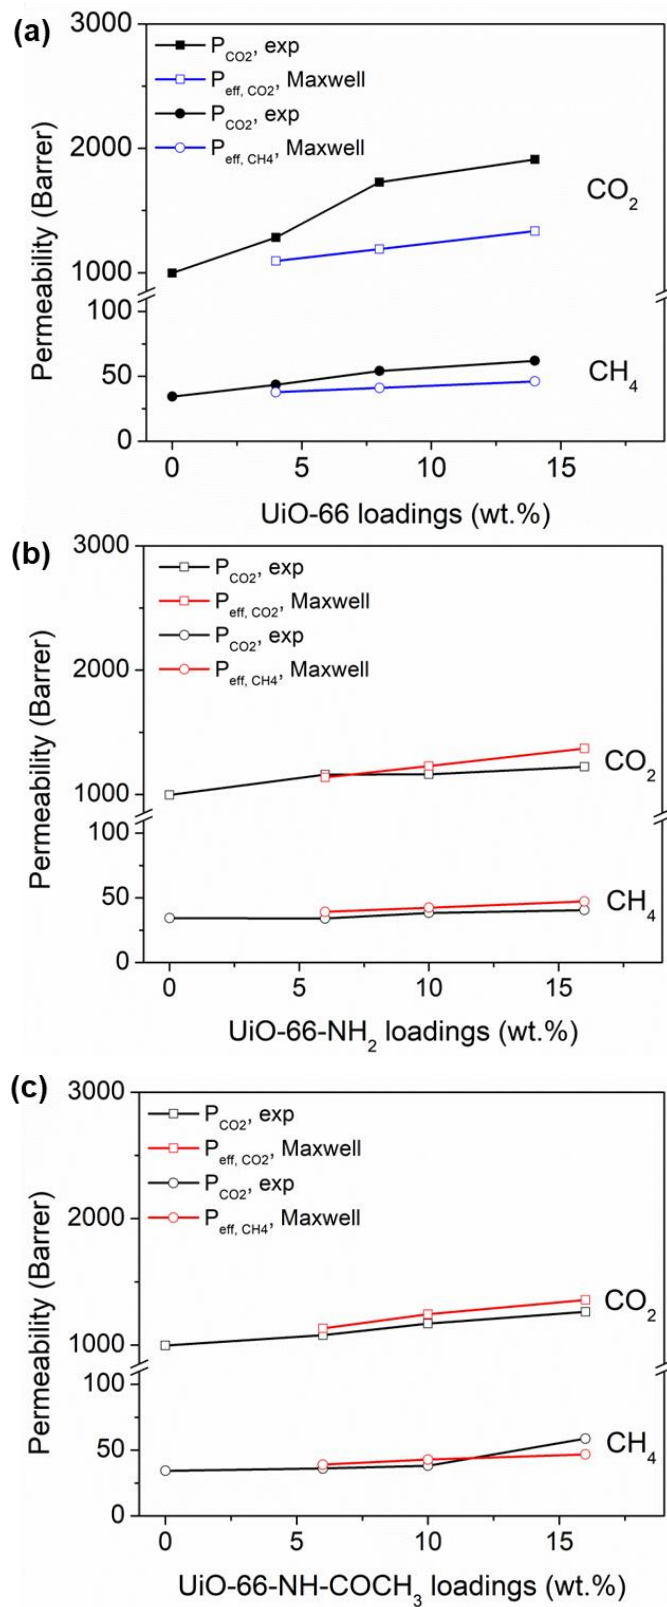 (a)
3000
2000
1000
100
50
0
Permeability (Barrer)
P_CO2, exp
P_eff, CO2, Maxwell
P_CO2, exp
P_eff, CH4, Maxwell
CO₂
CH₄
0 5 10 15
UiO-66 loadings (wt.%)
(b)
3000
2000
1000
100
50
0
Permeability (Barrer)
P_CO2, exp
P_eff, CO2, Maxwell
P_CO2, exp
P_eff, CH4, Maxwell
CO₂
CH₄
0 5 10 15
UiO-66-NH₂ loadings (wt.%)
(c)
3000
2000
1000
100
50
0
Permeability (Barrer)
P_CO2, exp
P_eff, CO2, Maxwell
P_CO2, exp
P_eff, CH4, Maxwell
CO₂
CH₄
0 5 10 15
UiO-66-NH-COCH₃ loadings (wt.%)